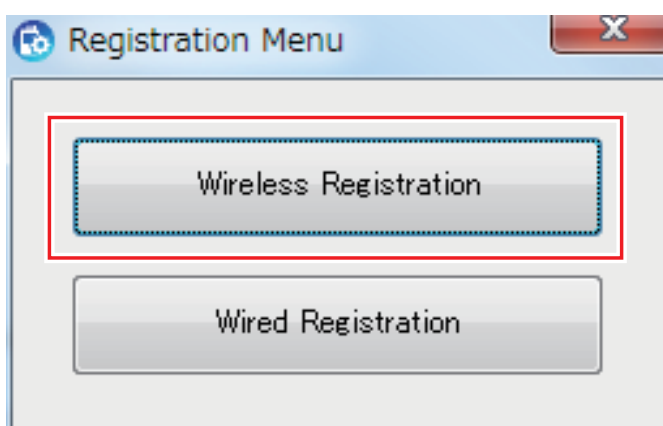 Registration Menu
Wireless Registration
Wired Registration